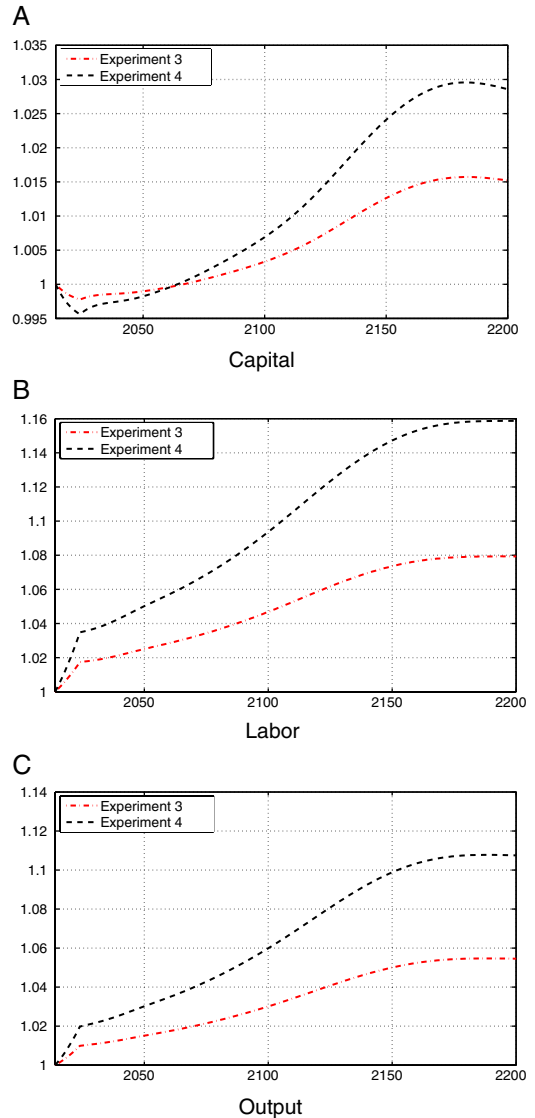 A
1.035
1.03
1.025
1.02
1.015
1.01
1.005
1
0.995
Experiment 3
Experiment 4
2050 2100 2150 2200
Capital
B
1.16
1.14
1.12
1.1
1.08
1.06
1.04
1.02
1
Experiment 3
Experiment 4
2050 2100 2150 2200
Labor
C
1.14
1.12
1.1
1.08
1.06
1.04
1.02
1
Experiment 3
Experiment 4
2050 2100 2150 2200
Output